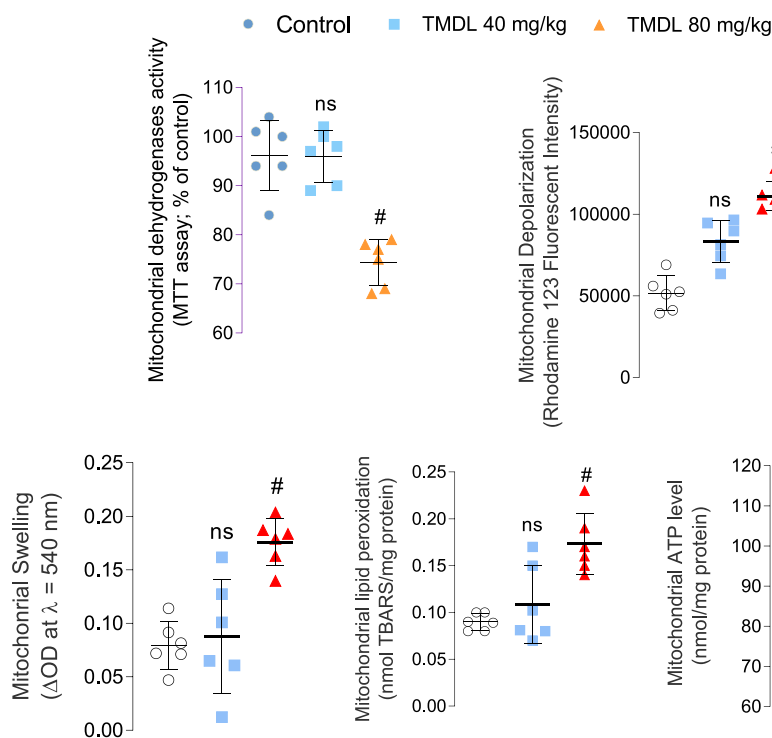 Control TMDL 40 mg/kg TMDL 80 mg/kg
Mitochondrial dehydrogenases activity
(MTT assay; % of control)
110
100
90
80
70
60
ns
#
Mitochondrial Depolarization
(Rhodamine 123 Fluorescent Intensity)
150000
100000
50000
0
ns
Mitochonrial Swelling
(ΔOD at λ = 540 nm)
0.25
0.20
0.15
0.10
0.05
0.00
ns
#
Mitochondrial lipid peroxidation
(nmol TBARS/mg protein)
0.25
0.20
0.15
0.10
0.05
0.00
ns
#
Mitochondrial ATP level
(nmol/mg protein)
120
100
80
60